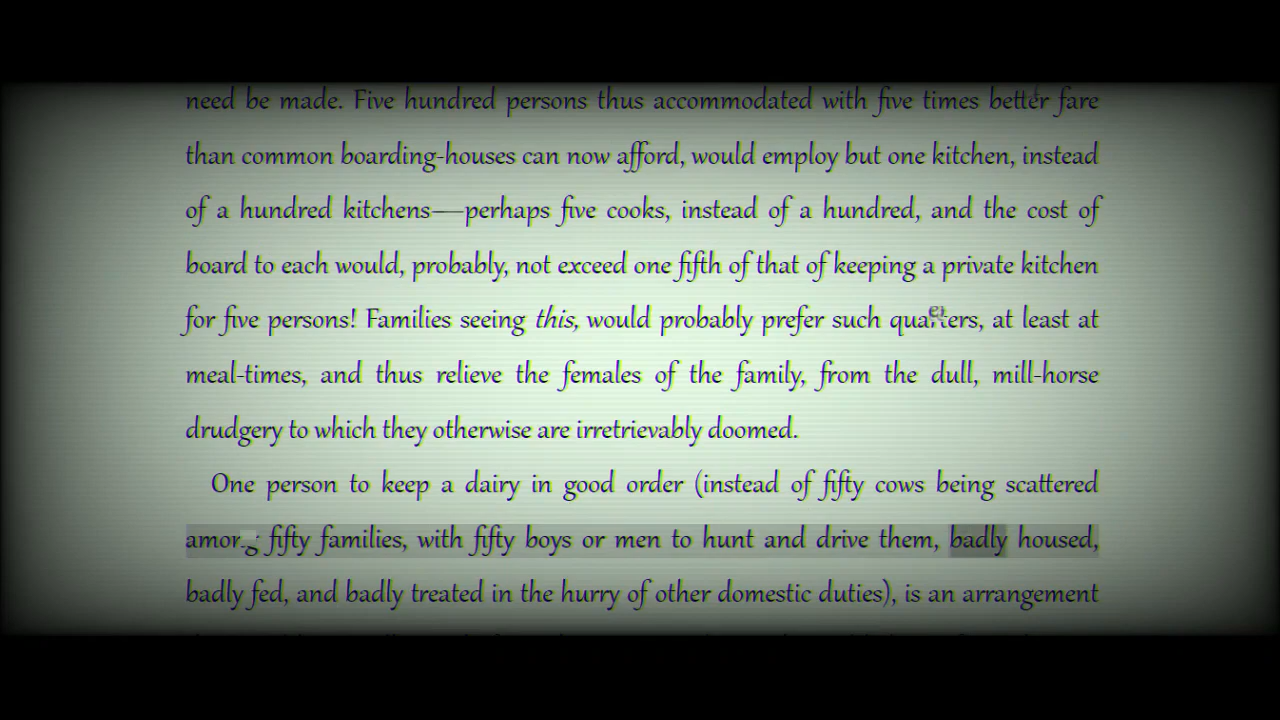 need be made. Five hundred persons thus accommodated with five times better fare
than common boarding-houses can now afford, would employ but one kitchen, instead
of a hundred kitchens—perhaps five cooks, instead of a hundred, and the cost of
board to each would, probably, not exceed one fifth of that of keeping a private kitchen
for five persons! Families seeing this, would probably prefer such quarters, at least at
meal-times, and thus relieve the females of the family, from the dull, mill-horse
drudgery to which they otherwise are irretrievably doomed.
One person to keep a dairy in good order (instead of fifty cows being scattered
among fifty families, with fifty boys or men to hunt and drive them, badly housed,
badly fed, and badly treated in the hurry of other domestic duties), is an arrangement